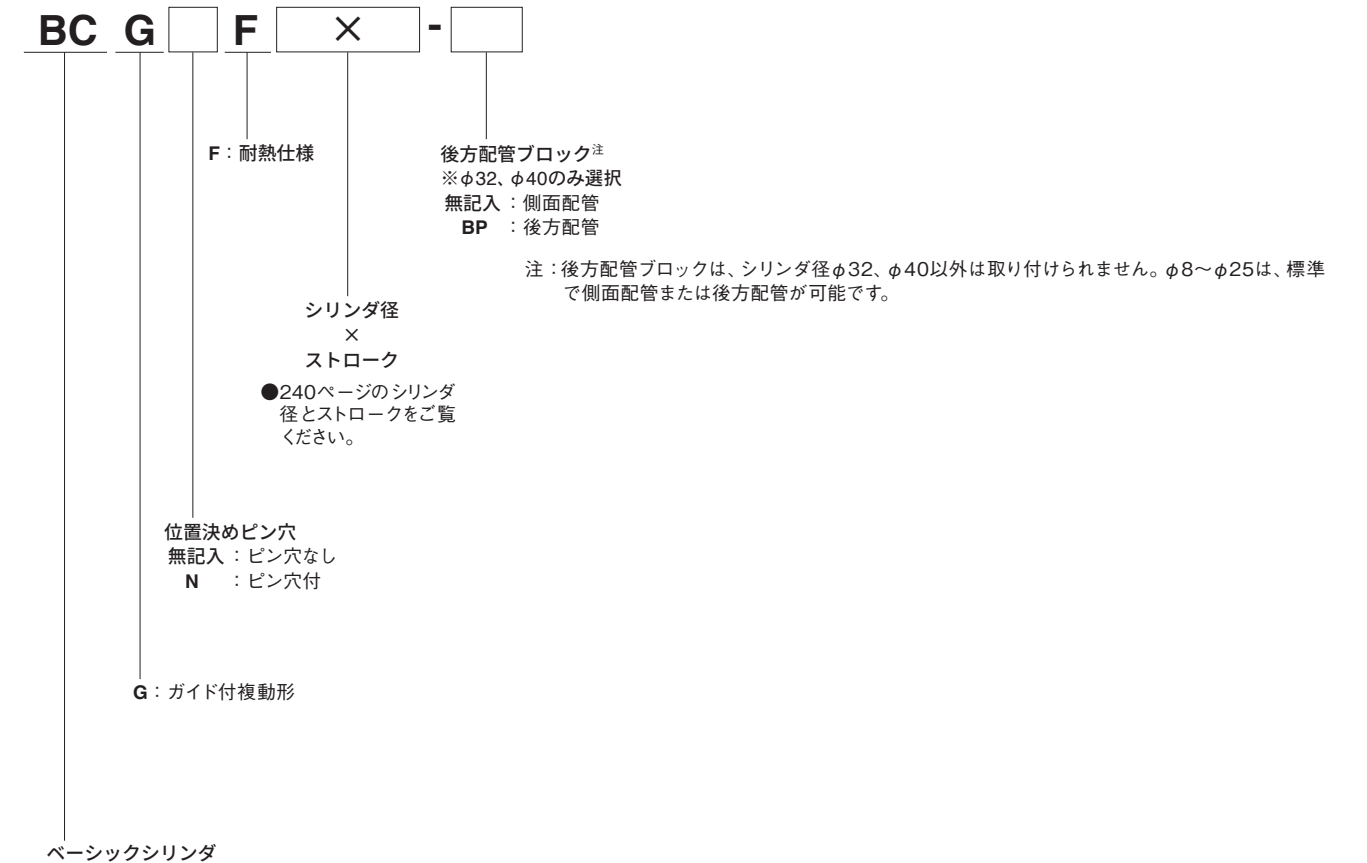 BC G F × -
F：耐熱仕様
後方配管ブロック注
※φ32、φ40のみ選択
無記入：側面配管
BP ：後方配管
注：後方配管ブロックは、シリンダ径φ32、φ40以外は取り付けられません。φ8～φ25は、標準
で側面配管または後方配管が可能です。
シリンダ径
×
ストローク
●240ページのシリンダ
径とストロークをご覧
ください。
位置決めピン穴
無記入：ピン穴なし
N ：ピン穴付
G：ガイド付複動形
ベーシックシリンダ